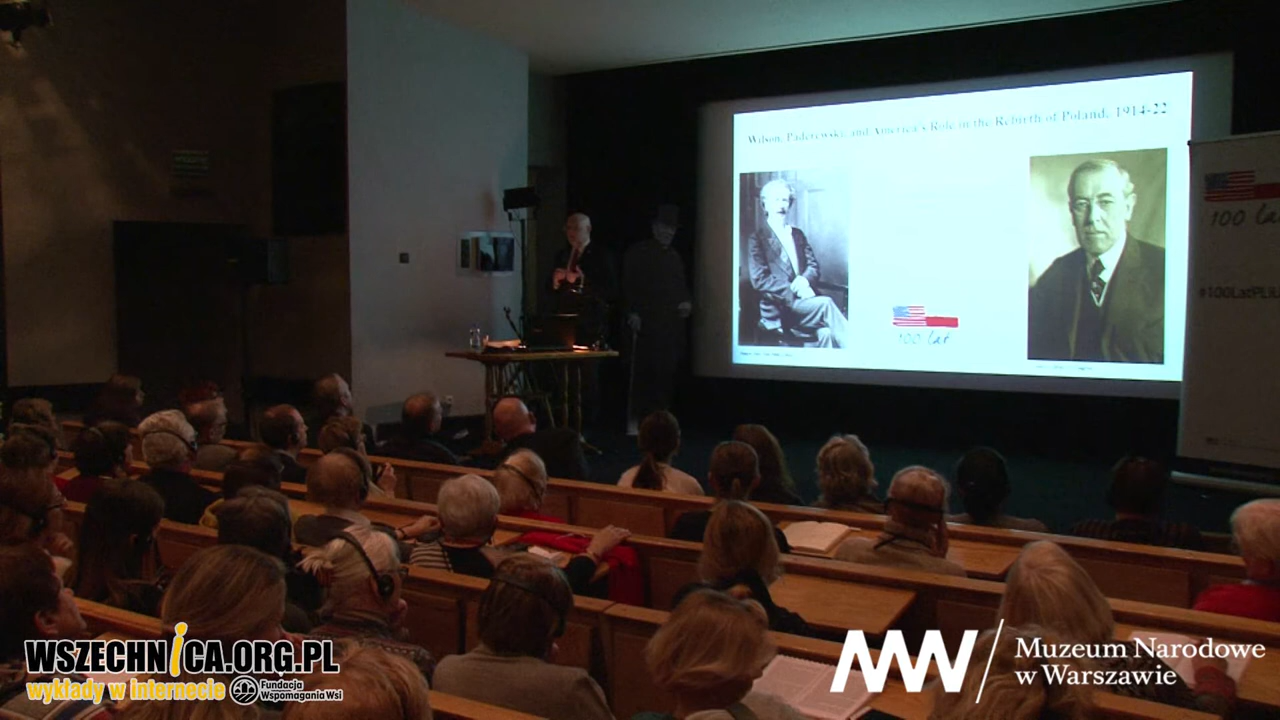 Wilson, Paderewski, and America's Role in the Rebirth of Poland, 1914-22
100 lat
100 lat
WSZECHNICA.ORG.PL
wykłady w internecie
Fundacja
Wspomagania Wsi
MNW
Muzeum Narodowe
w Warszawie